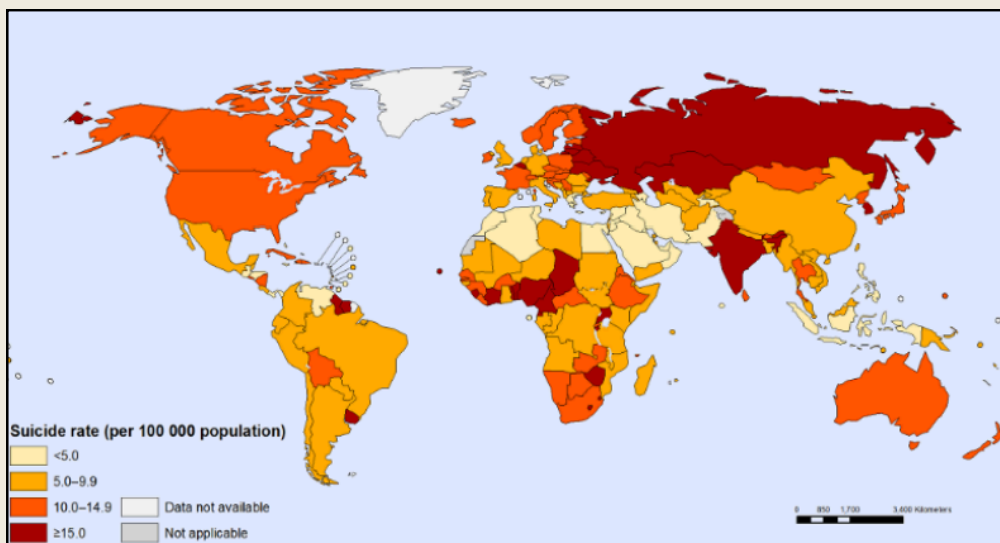 Suicide rate (per 100 000 population)
<5.0
5.0–9.9
10.0–14.9
≥15.0
Data not available
Not applicable
0 850 1,700 3,400 Kilometers